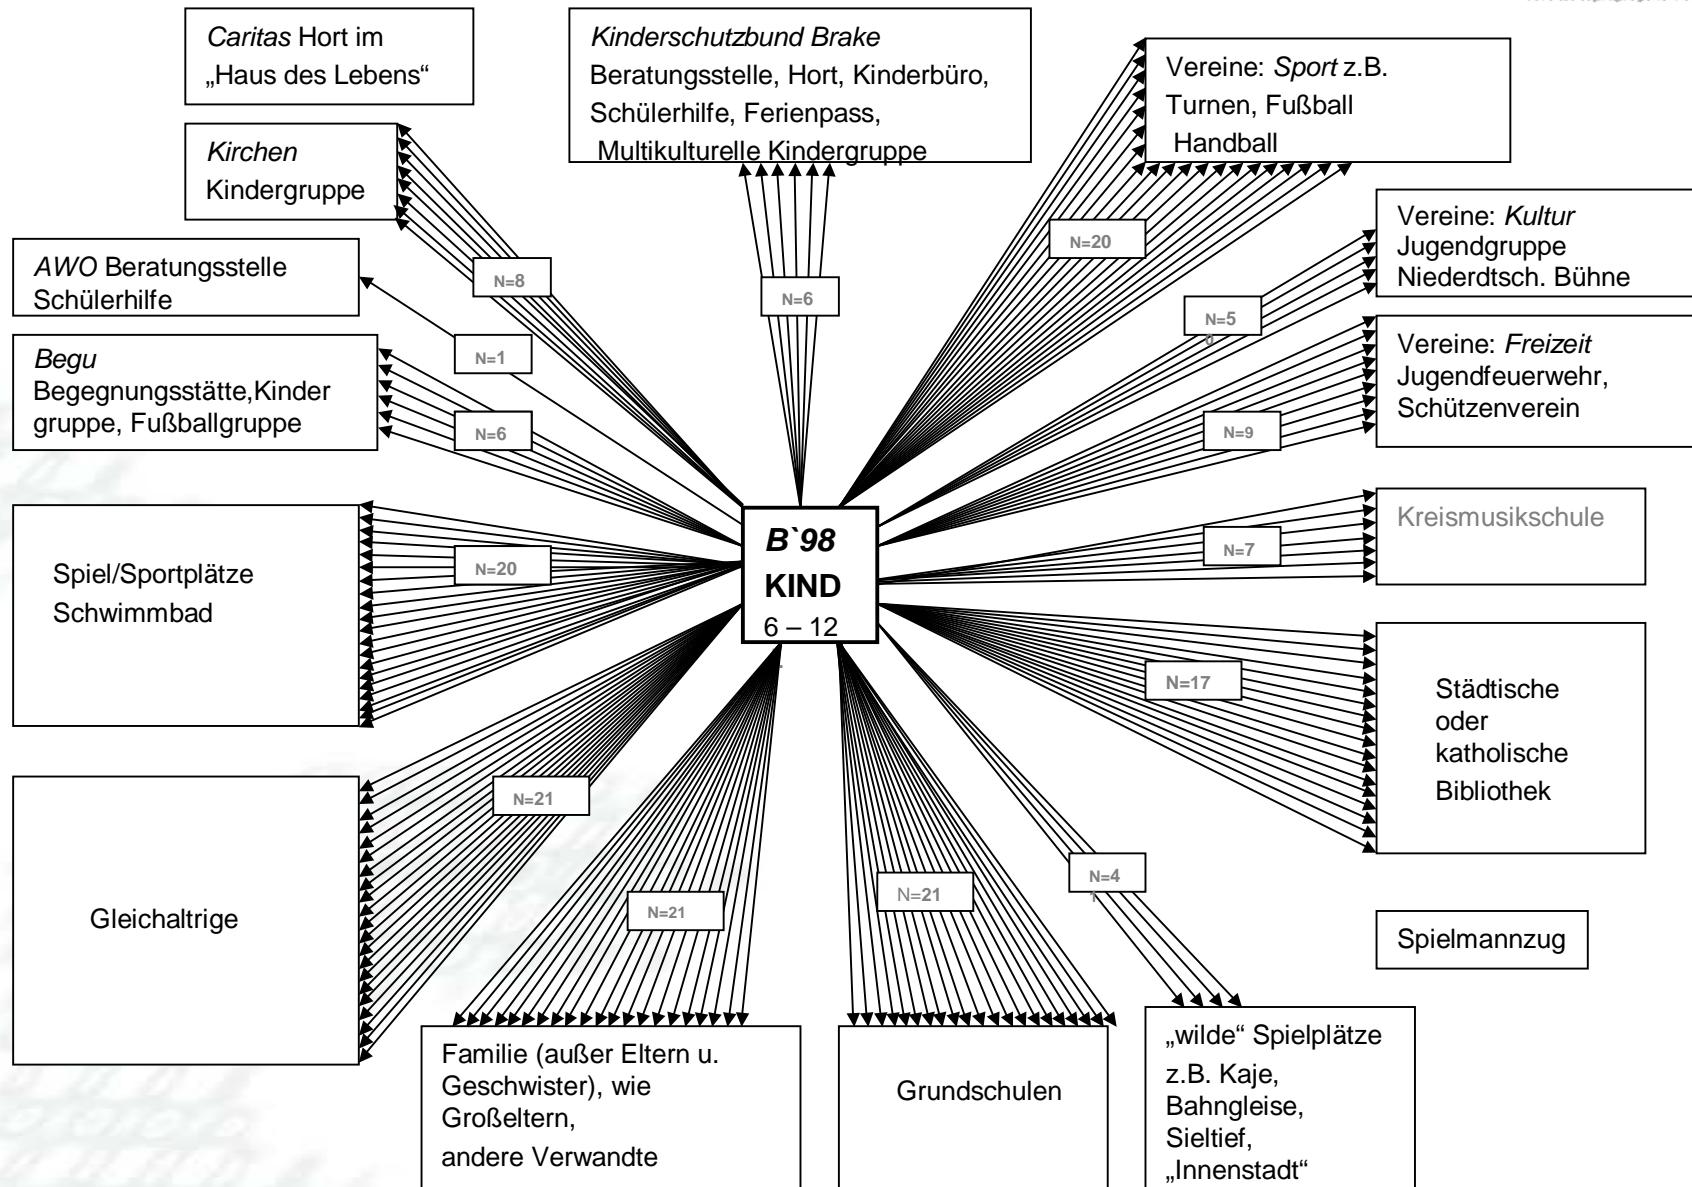 Caritas Hort im
„Haus des Lebens“
Kinderschutzbund Brake
Beratungsstelle, Hort, Kinderbüro,
Schülerhilfe, Ferienpass,
Multikulturelle Kindergruppe
Vereine: Sport z.B.
Turnen, Fußball
Handball
Kirchen
Kindergruppe
Vereine: Kultur
Jugendgruppe
Niederdtsch. Bühne
AWO Beratungsstelle
Schülerhilfe
Vereine: Freizeit
Jugendfeuerwehr,
Schützenverein
Begu
Begegnungsstätte,Kinder
gruppe, Fußballgruppe
N=20
N=8
N=6
N=5
N=1
N=6
N=9
Kreismusikschule
N=7
B`98
KIND
6 – 12
Spiel/Sportplätze
Schwimmbad
N=20
N=17
Städtische
oder
katholische
Bibliothek
N=21
N=21
N=21
N=4
Gleichaltrige
Spielmannzug
Familie (außer Eltern u.
Geschwister), wie
Großeltern,
andere Verwandte
Grundschulen
„wilde“ Spielplätze
z.B. Kaje,
Bahngleise,
Sieltief,
„Innenstadt“